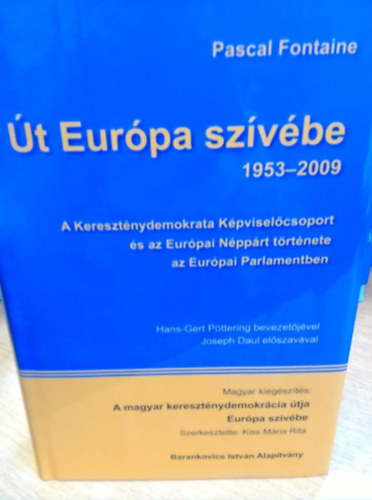 Pascal Fontaine
Út Európa szívébe
1953–2009
A Kereszténydemokrata Képviselőcsoport
és az Európai Néppárt története
az Európai Parlamentben
Hans-Gert Pöttering bevezetőjével
Joseph Daul előszavával
Magyar kiegészítés:
A magyar kereszténydemokrácia útja
Európa szívébe
Szerkesztette: Kiss Mária Rita
Barankovics István Alapítvány